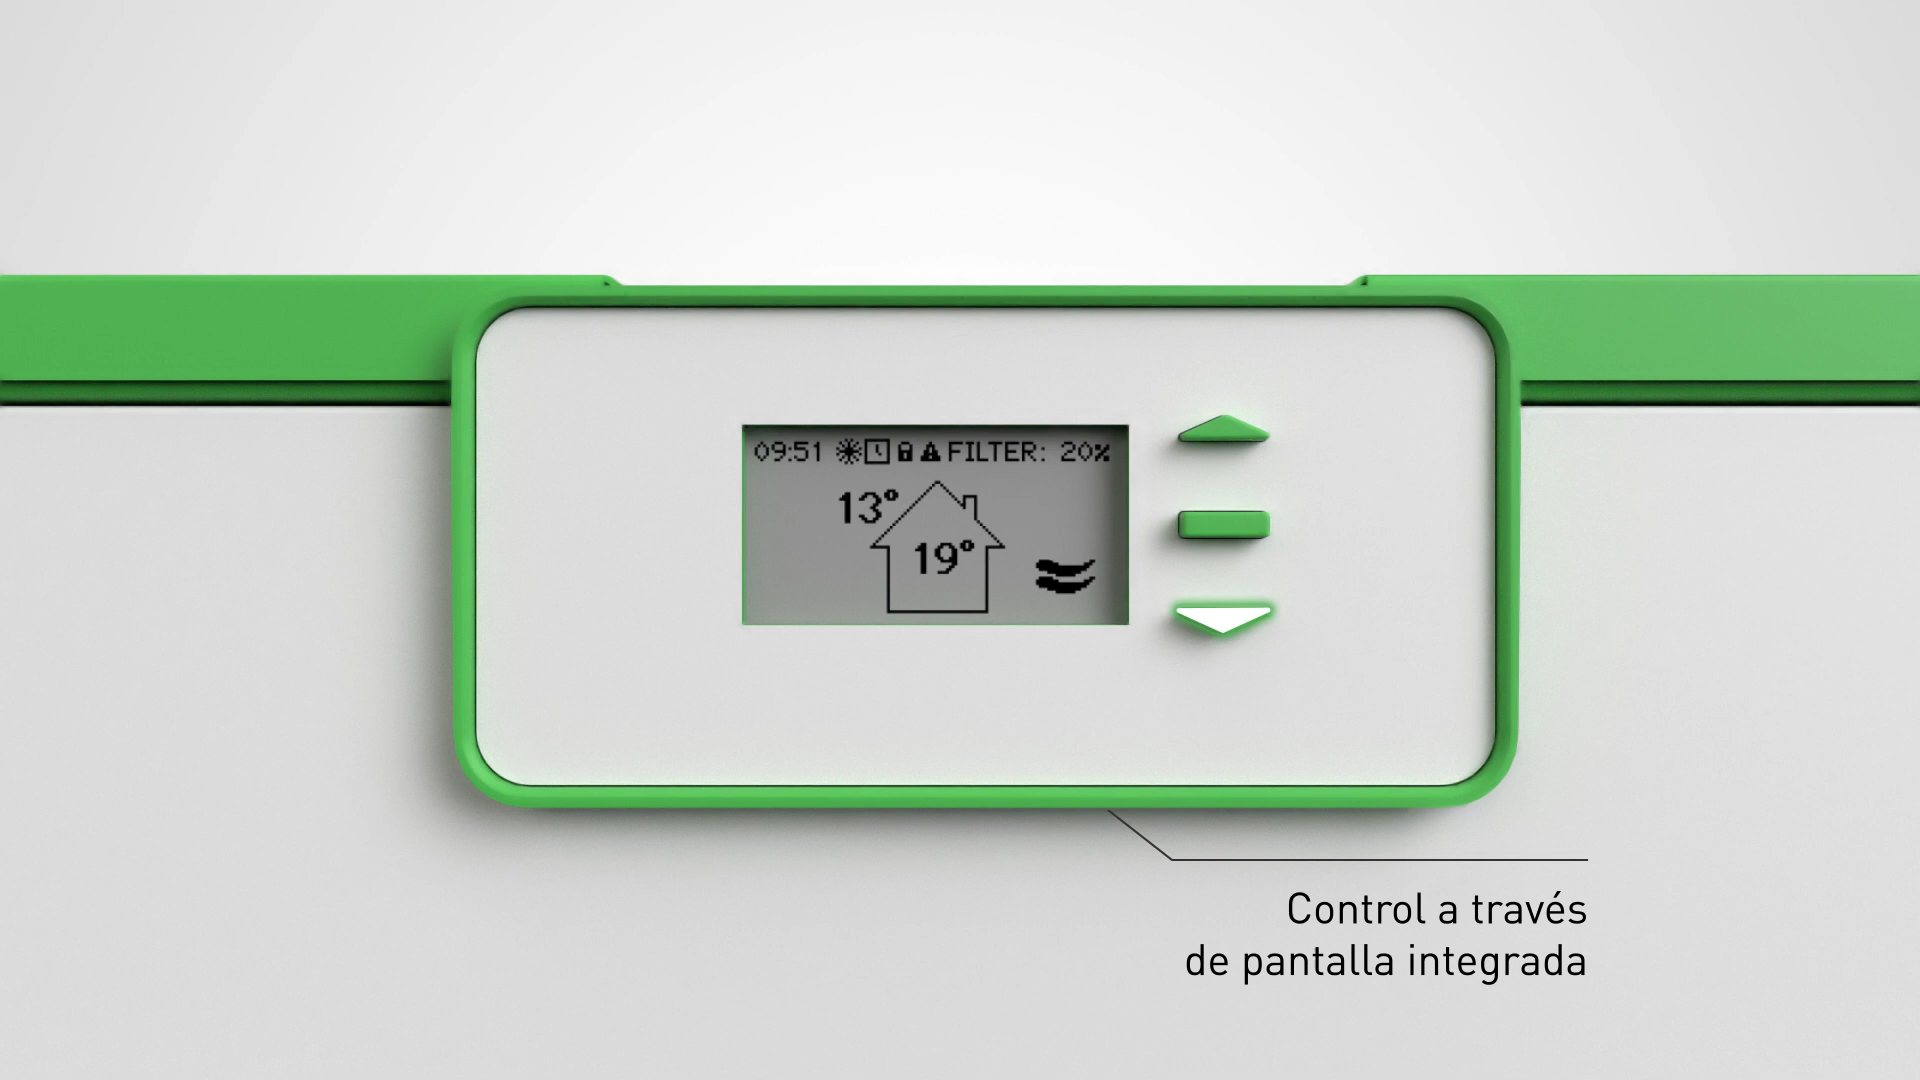 09:51 FILTER: 20%
13°
19°
Control a través
de pantalla integrada